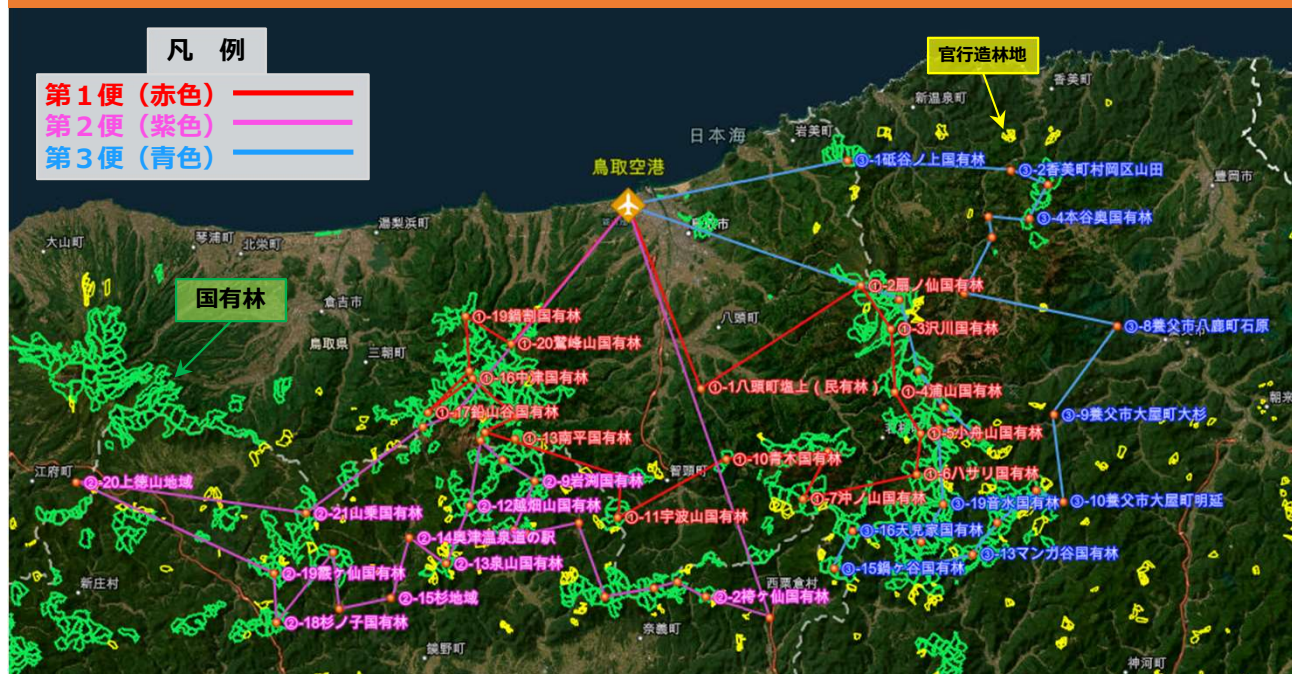 凡 例
第１便（赤色）
第２便（紫色）
第３便（青色）
官行造林地
香美町
新温泉町
日本海
岩美町
鳥取空港
③-1砥谷ノ上国有林
③-2香美町村岡区山田
豊岡市
③-4本谷奥国有林
湯梨浜町
大山町
琴浦町
北栄町
国有林
倉吉市
①-2扇ノ仙国有林
①-19鍋割国有林
八頭町
①-3沢川国有林
③-8養父市八鹿町石原
鳥取県
三朝町
①-20鷲峰山国有林
①-16中津国有林
①-1八頭町塩上（民有林）
①-4浦山国有林
①-17鉛山谷国有林
③-9養父市大屋町大杉
①-13南平国有林
①-5小舟山国有林
①-10青木国有林
江府町
智頭町
①-6ハサリ国有林
②-20上徳山地域
②-9岩渕国有林
①-7沖ノ山国有林
③-19音水国有林
③-10養父市大屋町明延
②-12越畑山国有林
②-21山乗国有林
①-11宇波山国有林
③-16天児家国有林
②-14奥津温泉道の駅
③-13マンガ谷国有林
②-13泉山国有林
③-15鍋ヶ谷国有林
②-19霰ヶ仙国有林
新庄村
西粟倉村
②-15杉地域
②-2袴ヶ仙国有林
②-18杉ノ子国有林
奈義町
鏡野町
神河町